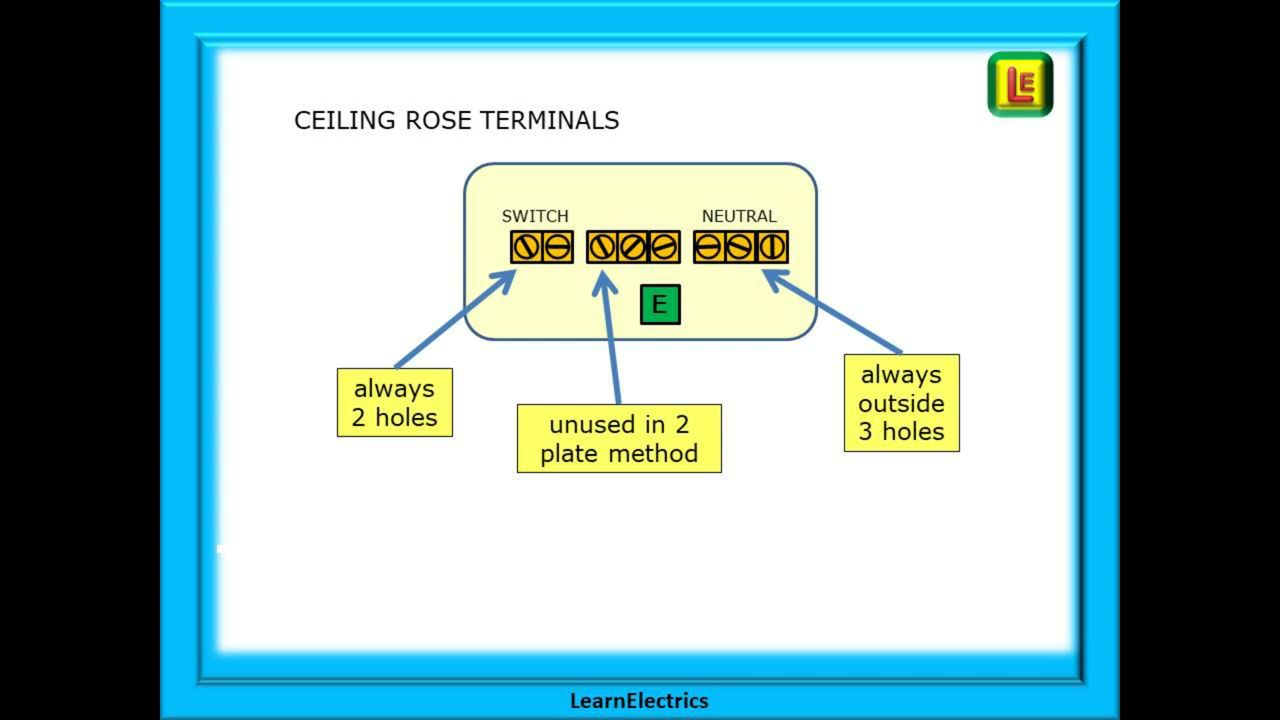 LE
CEILING ROSE TERMINALS
SWITCH
NEUTRAL
E
always
2 holes
unused in 2
plate method
always
outside
3 holes
LearnElectrics